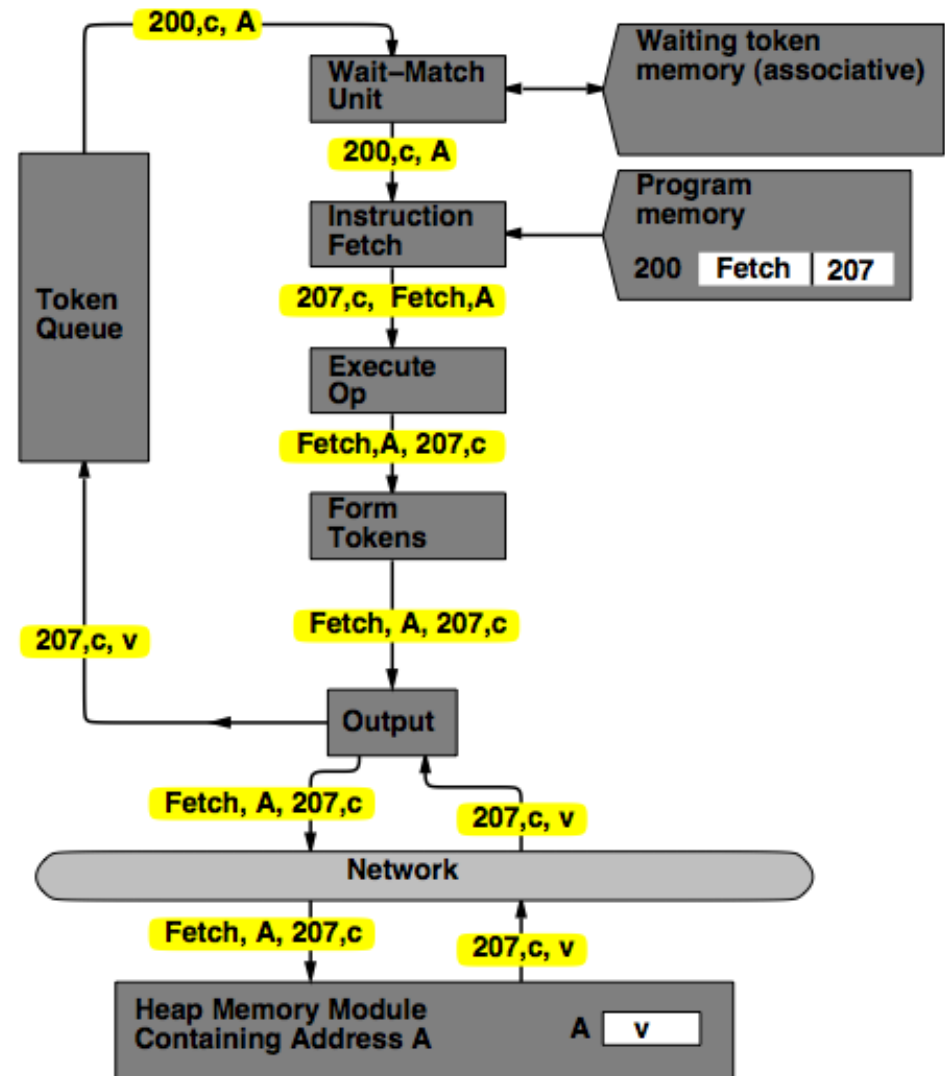 200,c, A
Wait–Match
Unit
Waiting token
memory (associative)
200,c, A
Program
memory
200 Fetch 207
Instruction
Fetch
Token
Queue
207,c, Fetch,A
Execute
Op
Fetch,A, 207,c
Form
Tokens
Fetch, A, 207,c
207,c, v
Output
Fetch, A, 207,c
207,c, v
Network
Fetch, A, 207,c
207,c, v
Heap Memory Module
Containing Address A
A v